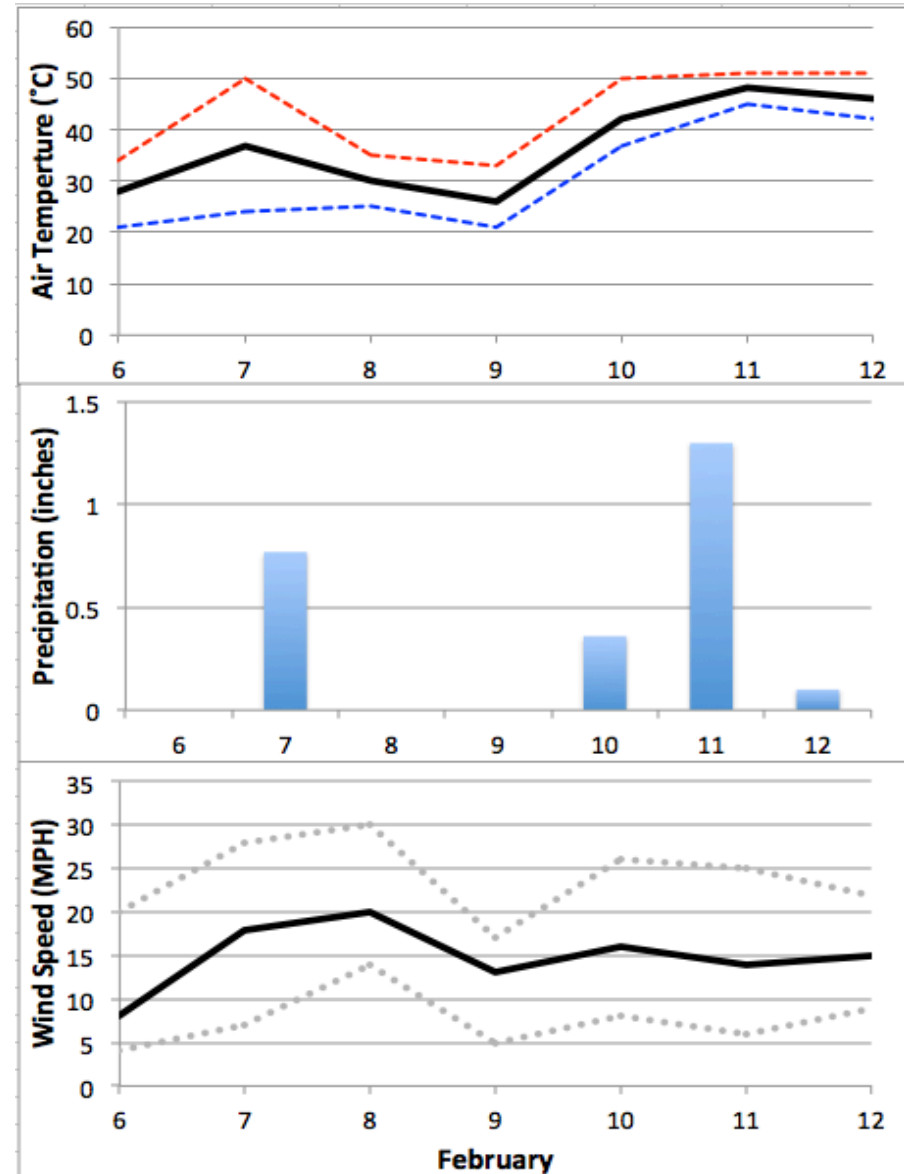 Air Temperture (˚C)
60
50
40
30
20
10
0
6 7 8 9 10 11 12
Precipitation (inches)
1.5
1
0.5
0
6 7 8 9 10 11 12
Wind Speed (MPH)
35
30
25
20
15
10
5
0
6 7 8 9 10 11 12
February